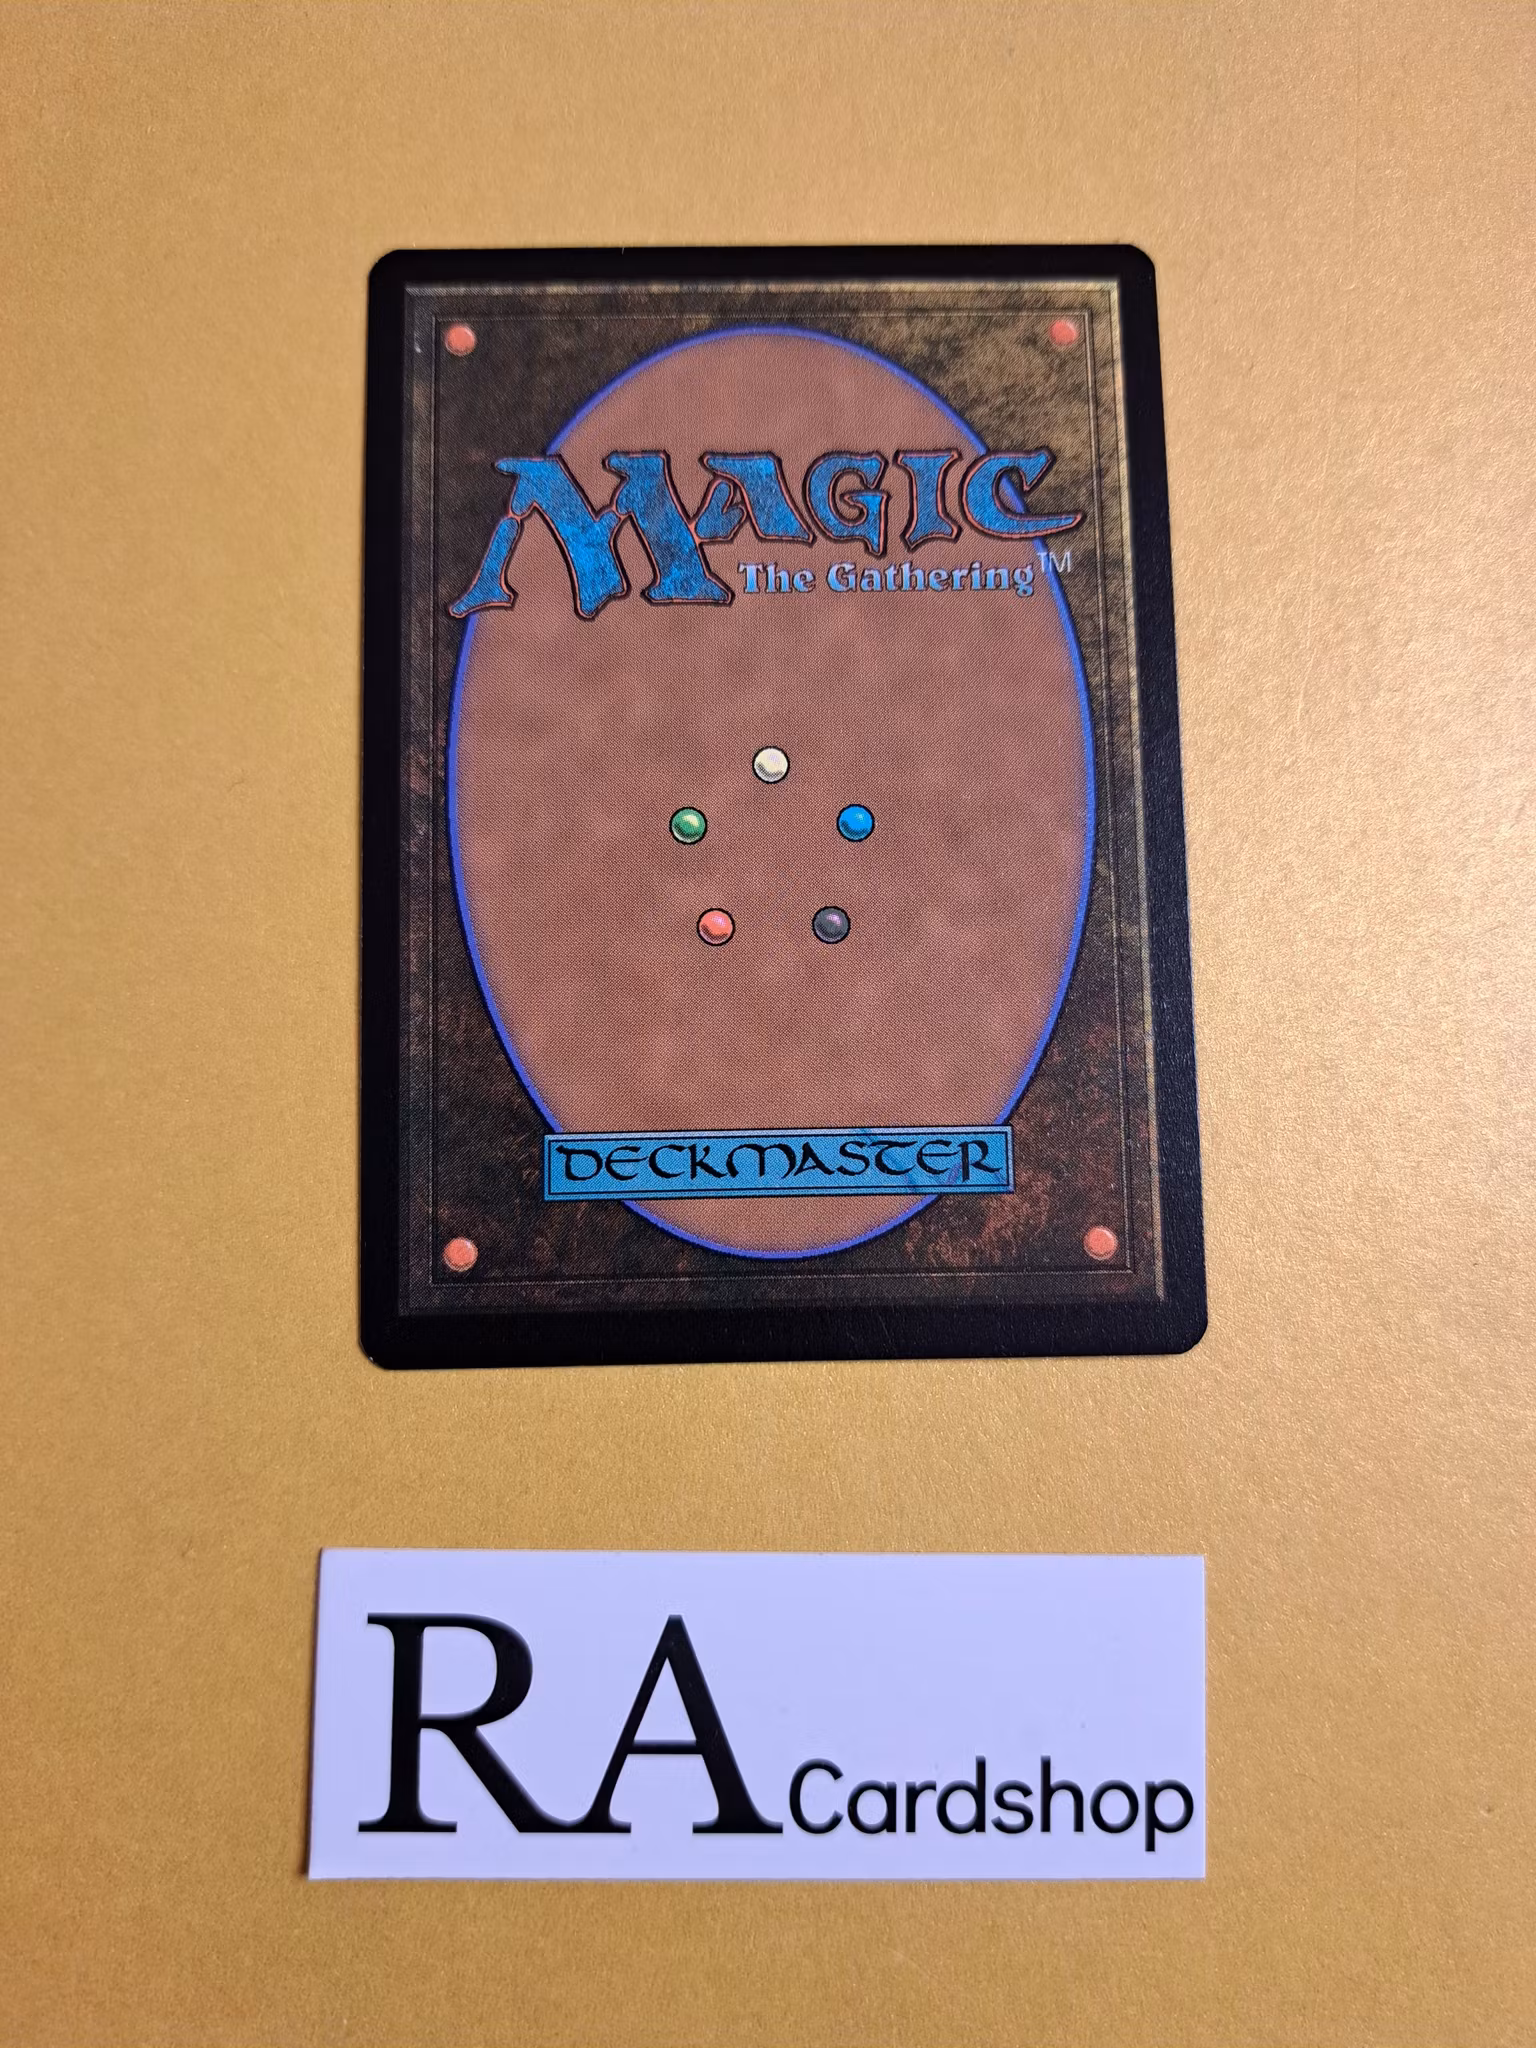 MAGIC
The Gathering™
DECKMASTER
RA Cardshop